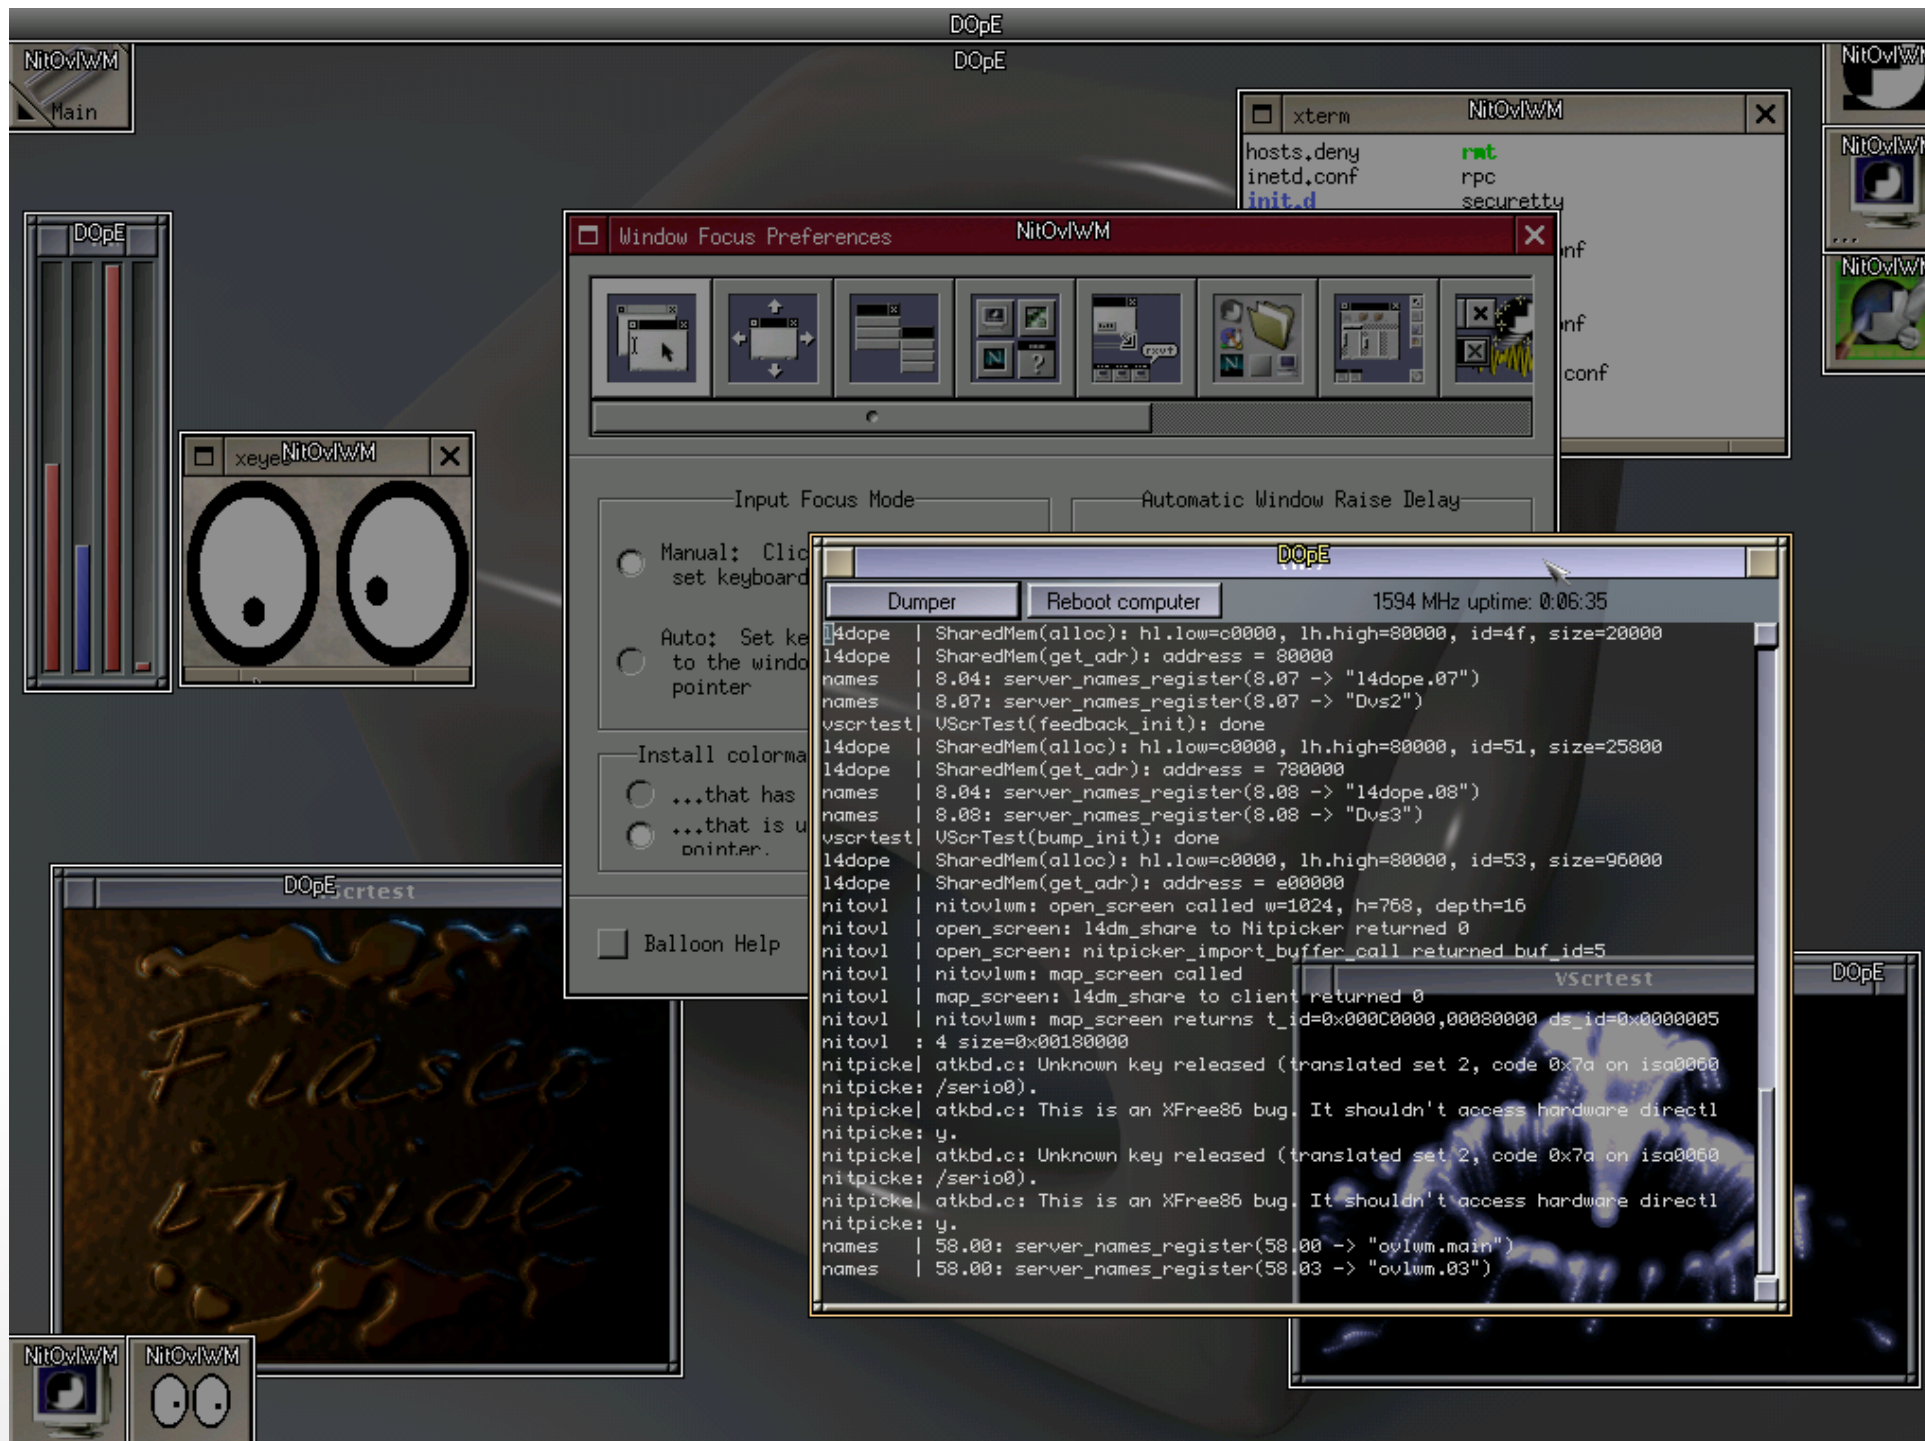 DOpE
DOpE
NitOvlWM
Main
NitOvlWM
NitOvlWM
...
NitOvlWM
xterm
NitOvlWM
hosts.deny rmt
inetd.conf rpc
init.d securetty
nf
nf
conf
DOpE
Window Focus Preferences
NitOvlWM
rxvt
N ?
N
xeye
NitOvlWM
Input Focus Mode
Automatic Window Raise Delay
Manual: Clic
set keyboard
Auto: Set ke
to the windo
pointer
Install colorma
...that has
...that is u
pointer.
Balloon Help
DOpE
Dumper
Reboot computer
1594 MHz uptime: 0:06:35
l4dope | SharedMem(alloc): hl.low=c0000, lh.high=80000, id=4f, size=20000
l4dope | SharedMem(get_adr): address = 80000
names | 8.04: server_names_register(8.07 -> "l4dope.07")
names | 8.07: server_names_register(8.07 -> "Dvs2")
vscrtest| VScrTest(feedback_init): done
l4dope | SharedMem(alloc): hl.low=c0000, lh.high=80000, id=51, size=25800
l4dope | SharedMem(get_adr): address = 780000
names | 8.04: server_names_register(8.08 -> "l4dope.08")
names | 8.08: server_names_register(8.08 -> "Dvs3")
vscrtest| VScrTest(bump_init): done
l4dope | SharedMem(alloc): hl.low=c0000, lh.high=80000, id=53, size=96000
l4dope | SharedMem(get_adr): address = e00000
nitovl | nitovlwm: open_screen called w=1024, h=768, depth=16
nitovl | open_screen: l4dm_share to Nitpicker returned 0
nitovl | open_screen: nitpicker_import_buffer_call returned buf_id=5
nitovl | nitovlwm: map_screen called
nitovl | map_screen: l4dm_share to client returned 0
nitovl | nitovlwm: map_screen returns t_id=0x000C0000,00080000 ds_id=0x0000005
nitovl : 4 size=0x00180000
nitpicke| atkbd.c: Unknown key released (translated set 2, code 0x7a on isa0060
nitpicke: /serio0).
nitpicke| atkbd.c: This is an XFree86 bug. It shouldn't access hardware directl
nitpicke: y.
nitpicke| atkbd.c: Unknown key released (translated set 2, code 0x7a on isa0060
nitpicke: /serio0).
nitpicke| atkbd.c: This is an XFree86 bug. It shouldn't access hardware directl
nitpicke: y.
names | 58.00: server_names_register(58.00 -> "ovlwm.main")
names | 58.00: server_names_register(58.03 -> "ovlwm.03")
DOpE
scrtest
Fiasco
inside
VScrtest
DOpE
NitOvlWM
NitOvlWM